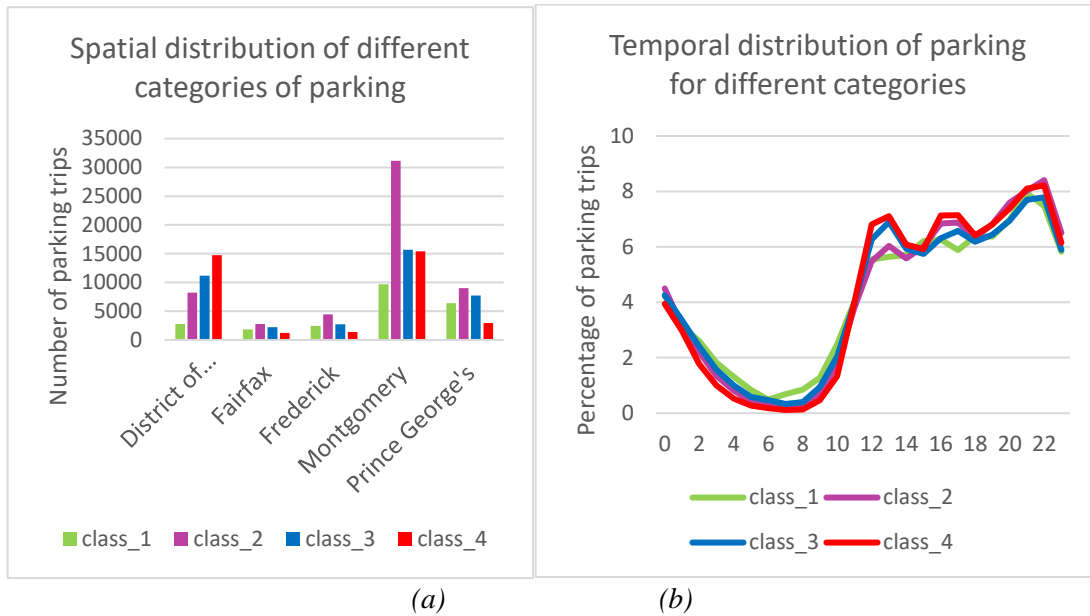 Spatial distribution of different
categories of parking
Number of parking trips
35000
30000
25000
20000
15000
10000
5000
0
District of...
Fairfax
Frederick
Montgomery
Prince George's
class_1 class_2 class_3 class_4
(a)
Temporal distribution of parking
for different categories
Percentage of parking trips
10
8
6
4
2
0
0 2 4 6 8 10 12 14 16 18 20 22
class_1 class_2
class_3 class_4
(b)